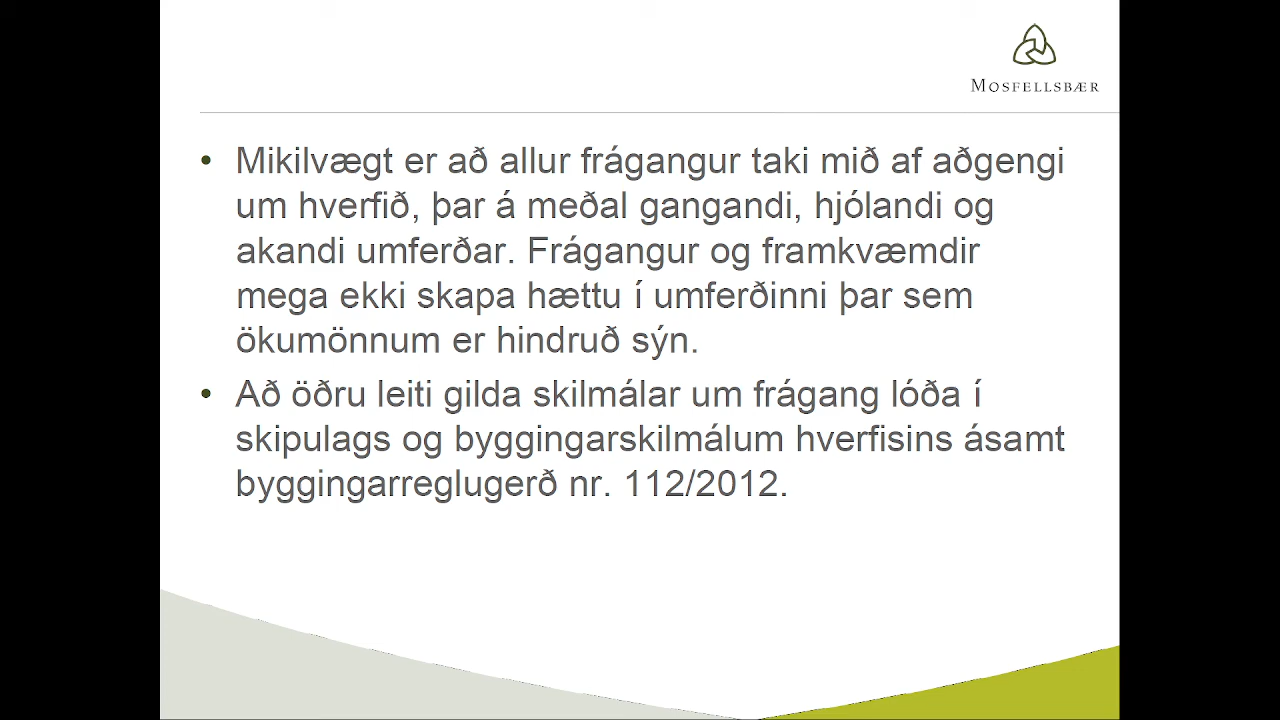 MOSFELLSBÆR
• Mikilvægt er að allur frágangur taki mið af aðgengi
um hverfið, þar á meðal gangandi, hjólandi og
akandi umferðar. Frágangur og framkvæmdir
mega ekki skapa hættu í umferðinni þar sem
ökumönnum er hindruð sýn.
• Að öðru leiti gilda skilmálar um frágang lóða í
skipulags og byggingarskilmálum hverfisins ásamt
byggingarreglugerð nr. 112/2012.